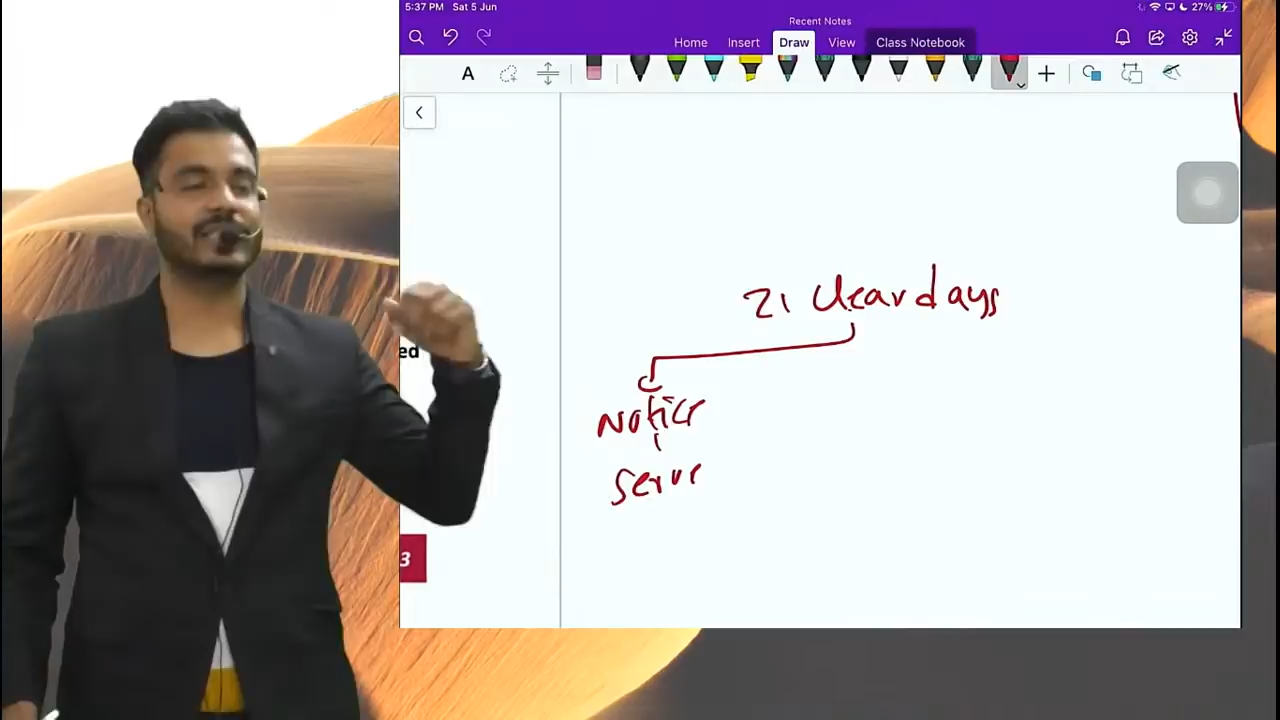 5:37 PM Sat 5 Jun
27%
Recent Notes
Home Insert Draw View Class Notebook
A
21 clear days
ed
Notice
Serve
3